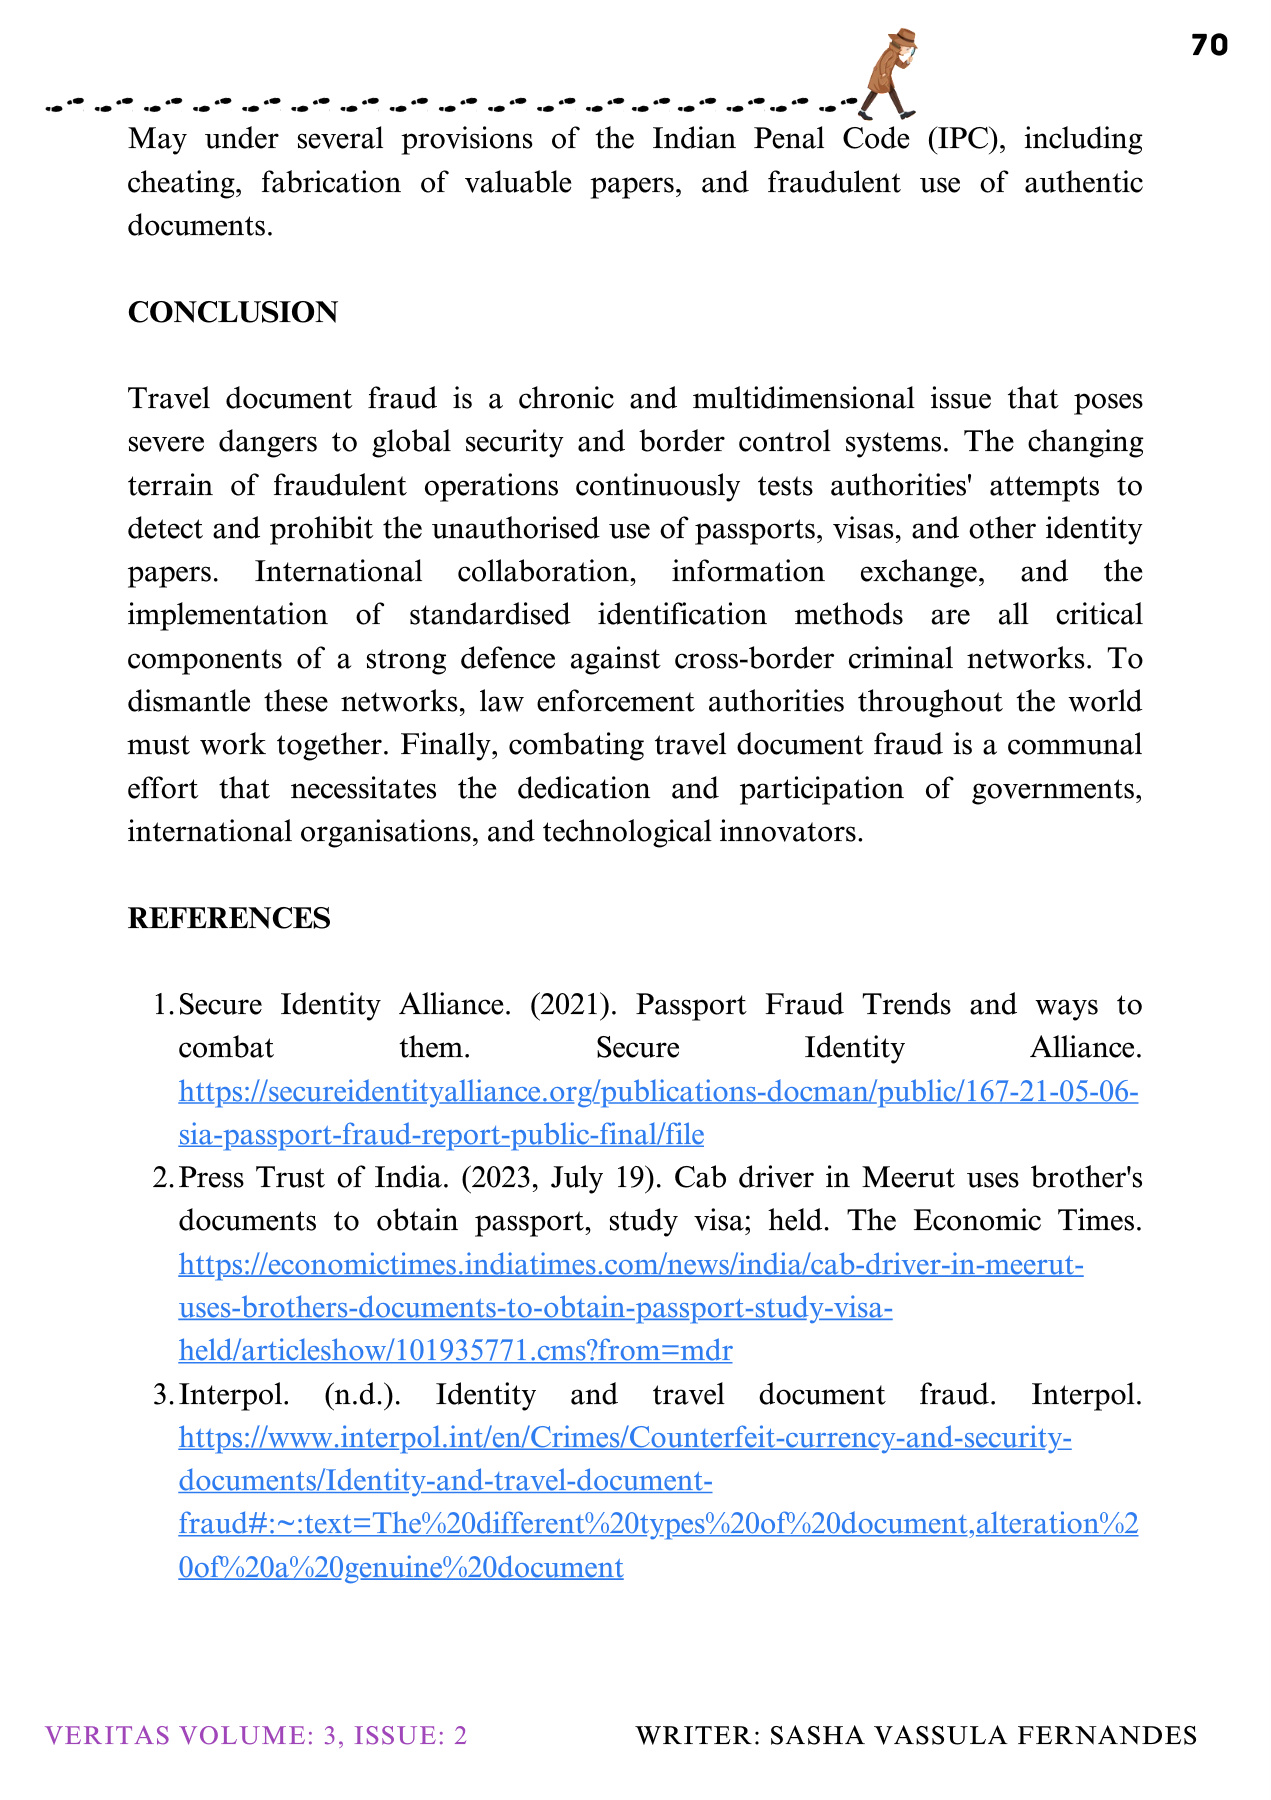 70
May under several provisions of the Indian Penal Code (IPC), including
cheating, fabrication of valuable papers, and fraudulent use of authentic
documents.
CONCLUSION
Travel document fraud is a chronic and multidimensional issue that poses
severe dangers to global security and border control systems. The changing
terrain of fraudulent operations continuously tests authorities' attempts to
detect and prohibit the unauthorised use of passports, visas, and other identity
papers. International collaboration, information exchange, and the
implementation of standardised identification methods are all critical
components of a strong defence against cross-border criminal networks. To
dismantle these networks, law enforcement authorities throughout the world
must work together. Finally, combating travel document fraud is a communal
effort that necessitates the dedication and participation of governments,
international organisations, and technological innovators.
REFERENCES
1. Secure Identity Alliance. (2021). Passport Fraud Trends and ways to
combat them. Secure Identity Alliance.
https://secureidentityalliance.org/publications-docman/public/167-21-05-06-
sia-passport-fraud-report-public-final/file
2. Press Trust of India. (2023, July 19). Cab driver in Meerut uses brother's
documents to obtain passport, study visa; held. The Economic Times.
https://economictimes.indiatimes.com/news/india/cab-driver-in-meerut-
uses-brothers-documents-to-obtain-passport-study-visa-
held/articleshow/101935771.cms?from=mdr
3. Interpol. (n.d.). Identity and travel document fraud. Interpol.
https://www.interpol.int/en/Crimes/Counterfeit-currency-and-security-
documents/Identity-and-travel-document-
fraud#:~:text=The%20different%20types%20of%20document,alteration%2
0of%20a%20genuine%20document
VERITAS VOLUME: 3, ISSUE: 2
WRITER: SASHA VASSULA FERNANDES